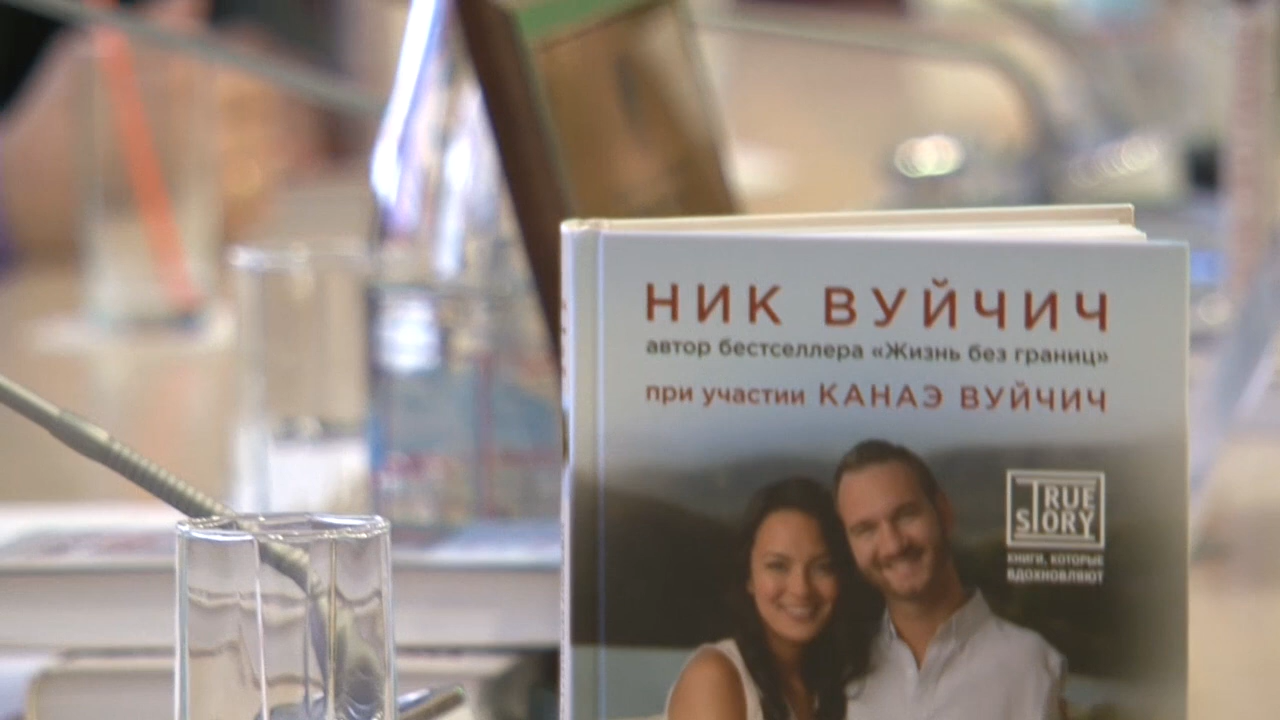 НИК ВУЙЧИЧ
автор бестселлера «Жизнь без границ»
при участии КАНАЭ ВУЙЧИЧ
TRUE
STORY
КНИГИ, КОТОРЫЕ
ВДОХНОВЛЯЮТ